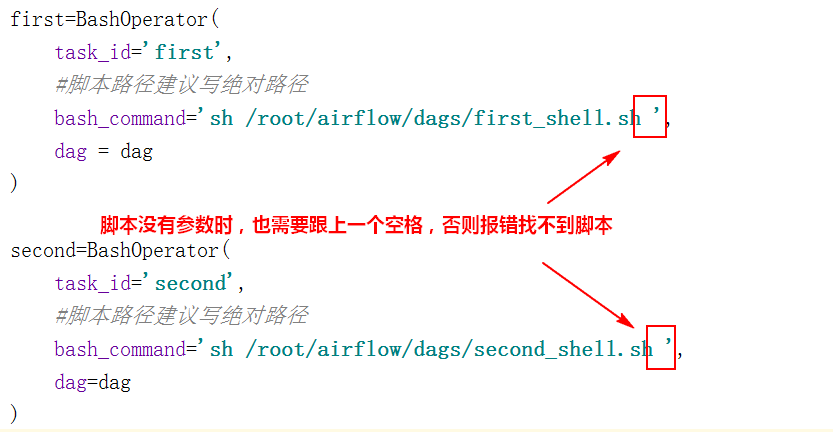 first=BashOperator(
    task_id='first',
    #脚本路径建议写绝对路径
    bash_command='sh /root/airflow/dags/first_shell.sh ',
    dag = dag
)
脚本没有参数时，也需要跟上一个空格，否则报错找不到脚本
second=BashOperator(
    task_id='second',
    #脚本路径建议写绝对路径
    bash_command='sh /root/airflow/dags/second_shell.sh ',
    dag=dag
)